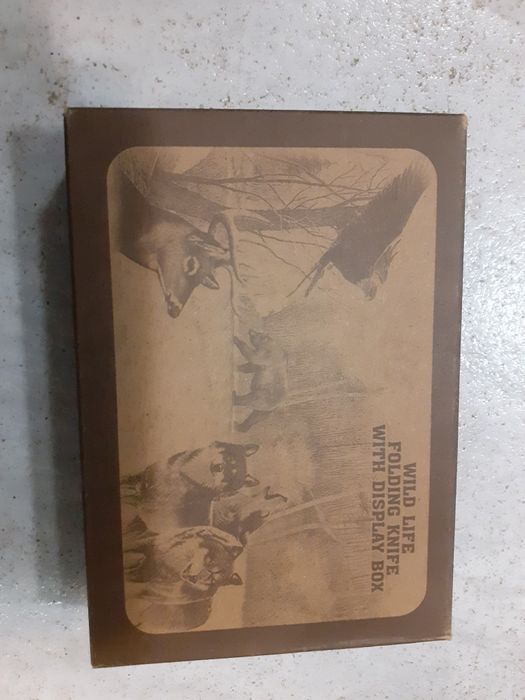 WILD LIFE
FOLDING KNIFE
WITH DISPLAY BOX